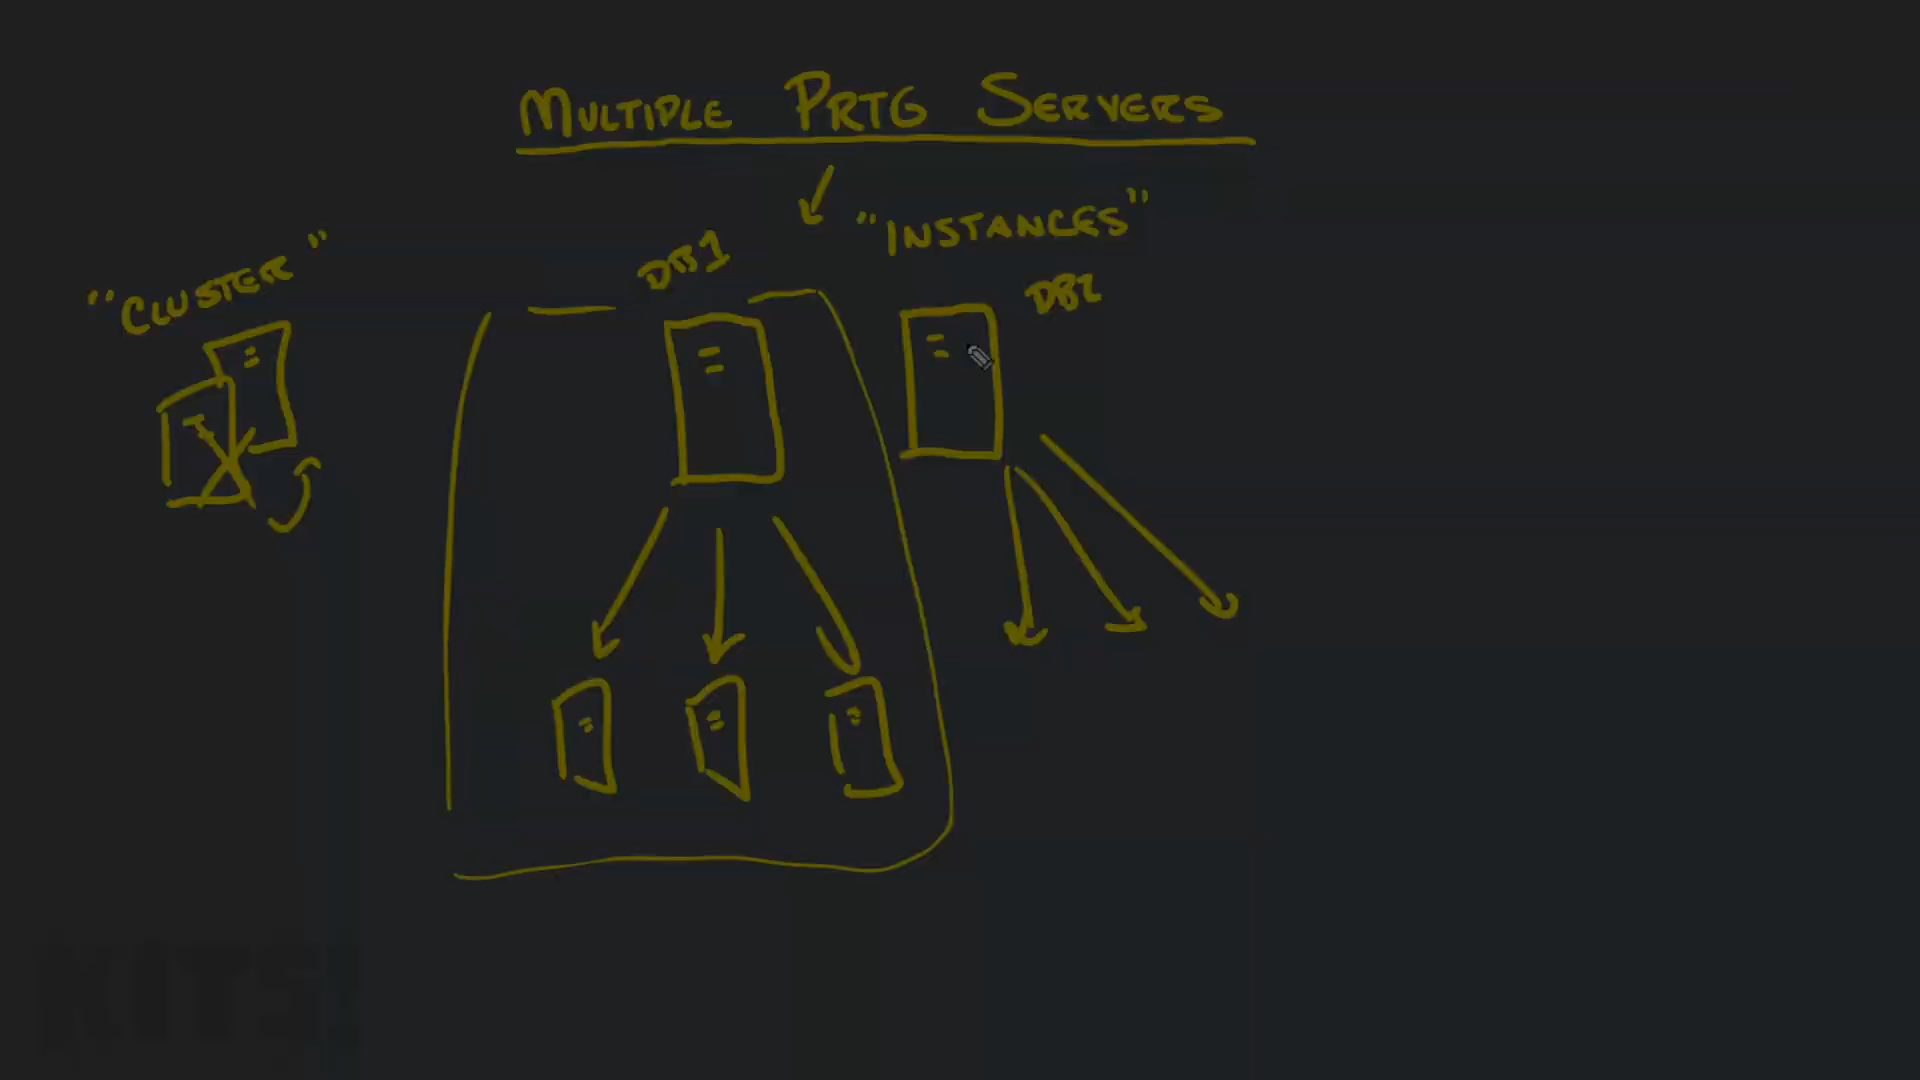 MULTIPLE PRTG SERVERS
"INSTANCES"
"CLUSTER"
DB1
DB2